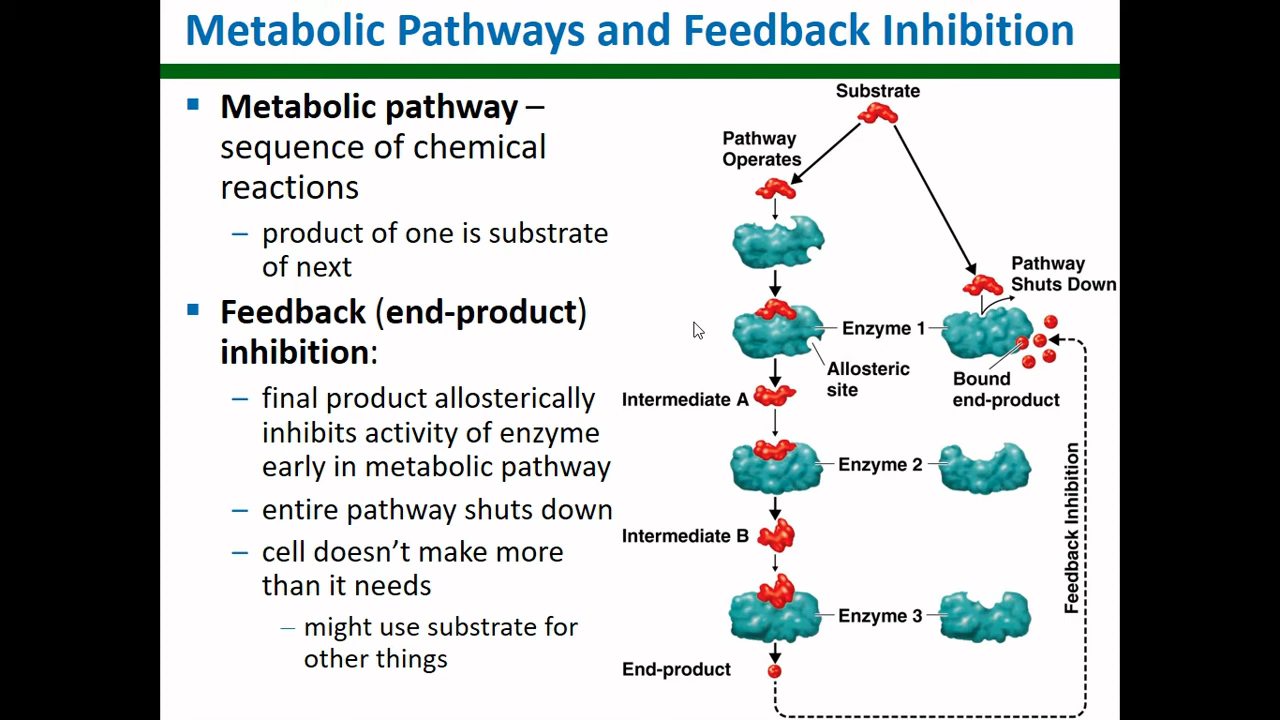 Metabolic Pathways and Feedback Inhibition
▪ Metabolic pathway –
sequence of chemical
reactions
– product of one is substrate
of next
▪ Feedback (end-product)
inhibition:
– final product allosterically
inhibits activity of enzyme
early in metabolic pathway
– entire pathway shuts down
– cell doesn’t make more
than it needs
– might use substrate for
other things
Substrate
Pathway
Operates
Pathway
Shuts Down
Enzyme 1
Allosteric
site
Bound
end-product
Intermediate A
Enzyme 2
Intermediate B
Enzyme 3
End-product
Feedback Inhibition